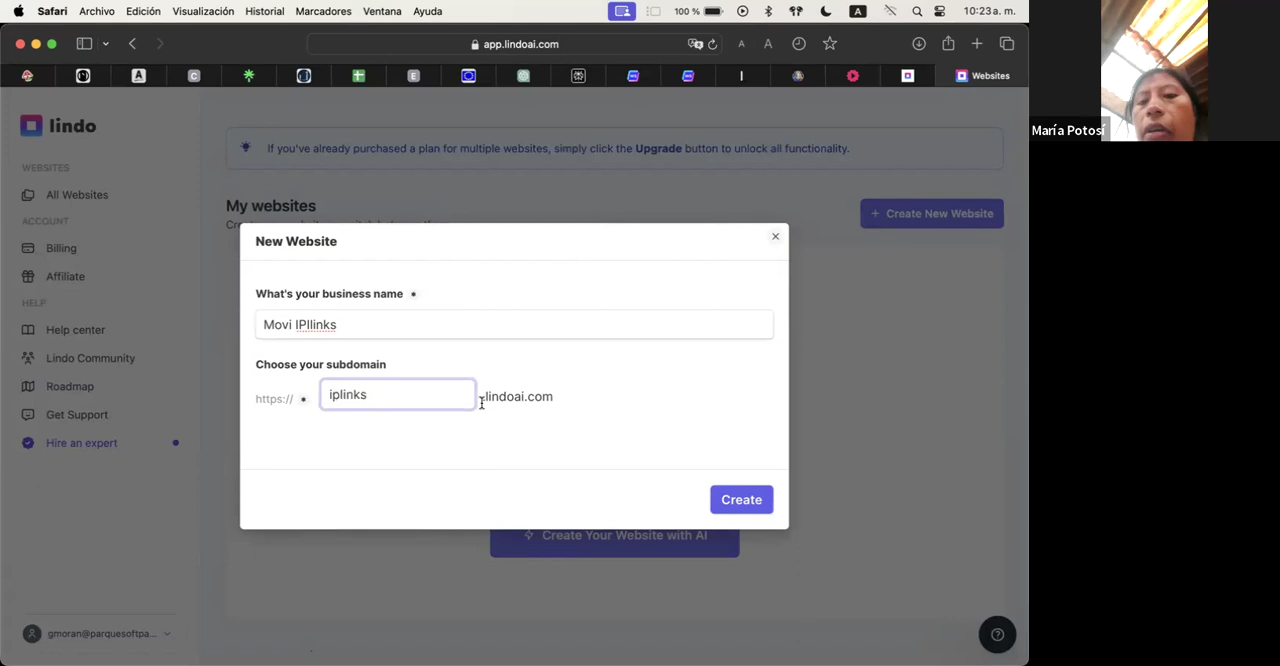 Safari Archivo Edición Visualización Historial Marcadores Ventana Ayuda 100 % A 10:23 a. m.
app.lindoai.com A A
A C E I Websites
lindo
WEBSITES
All Websites
ACCOUNT
Billing
Affiliate
HELP
Help center
Lindo Community
Roadmap
Get Support
Hire an expert
gmoran@parquesoftpa...
If you've already purchased a plan for multiple websites, simply click the Upgrade button to unlock all functionality.
My websites
+ Create New Website
New Website
What's your business name
Movi IPIlinks
Choose your subdomain
https:// iplinks .lindoai.com
Create
Create Your Website with AI
María Potosí